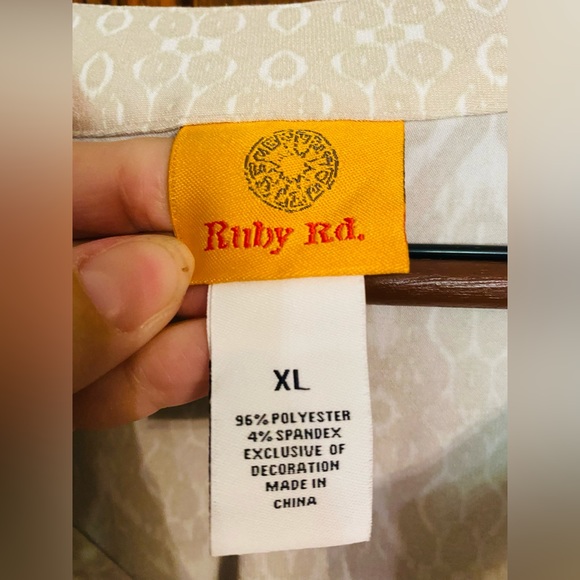 Ruby Rd.
XL
96% POLYESTER
4% SPANDEX
EXCLUSIVE OF
DECORATION
MADE IN
CHINA